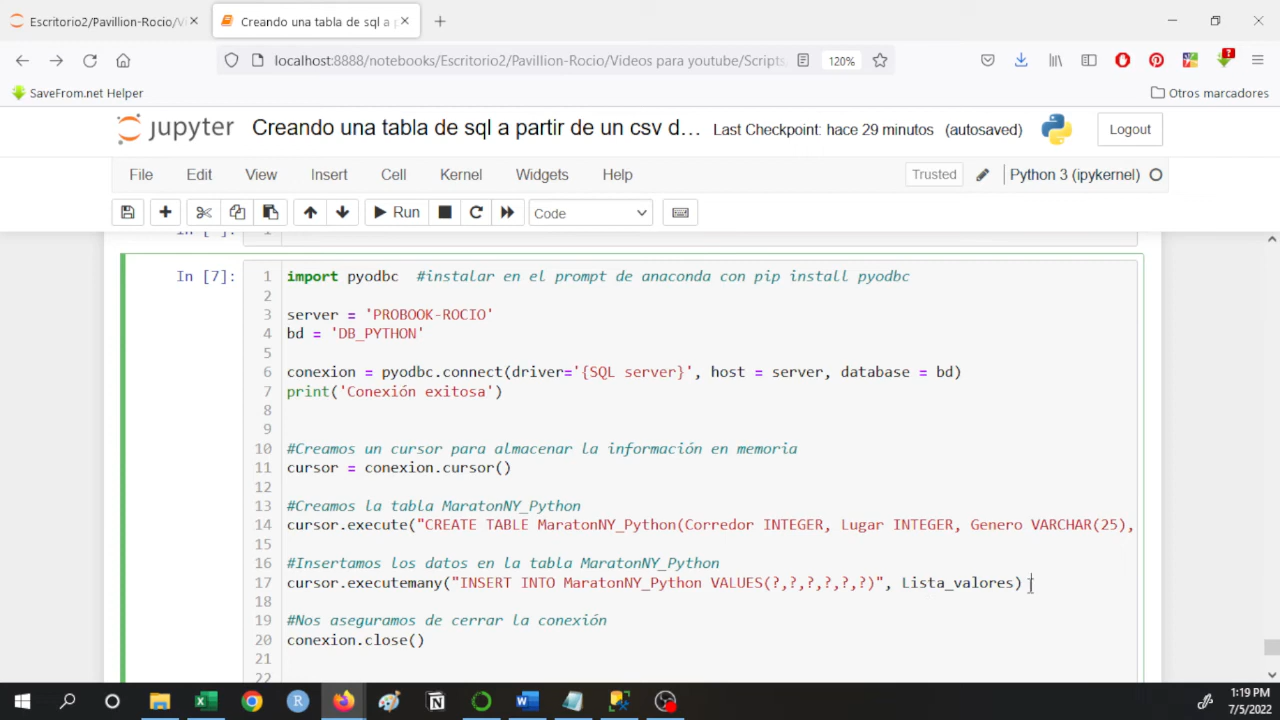 Escritorio2/Pavillion-Rocio/Vi
Creando una tabla de sql a p
localhost:8888/notebooks/Escritorio2/Pavillion-Rocio/Videos para youtube/Scripts,
120%
SaveFrom.net Helper
Otros marcadores
jupyter
Creando una tabla de sql a partir de un csv d...
Last Checkpoint: hace 29 minutos (autosaved)
Logout
File Edit View Insert Cell Kernel Widgets Help
Trusted
Python 3 (ipykernel)
Run
Code
In [ ]:
1
In [7]:
1 import pyodbc #instalar en el prompt de anaconda con pip install pyodbc
2
3 server = 'PROBOOK-ROCIO'
4 bd = 'DB_PYTHON'
5
6 conexion = pyodbc.connect(driver='{SQL server}', host = server, database = bd)
7 print('Conexión exitosa')
8
9
10 #Creamos un cursor para almacenar la información en memoria
11 cursor = conexion.cursor()
12
13 #Creamos la tabla MaratonNY_Python
14 cursor.execute("CREATE TABLE MaratonNY_Python(Corredor INTEGER, Lugar INTEGER, Genero VARCHAR(25),
15
16 #Insertamos los datos en la tabla MaratonNY_Python
17 cursor.executemany("INSERT INTO MaratonNY_Python VALUES(?,?,?,?,?,?)", Lista_valores)
18
19 #Nos aseguramos de cerrar la conexión
20 conexion.close()
21
22
1:19 PM
7/5/2022